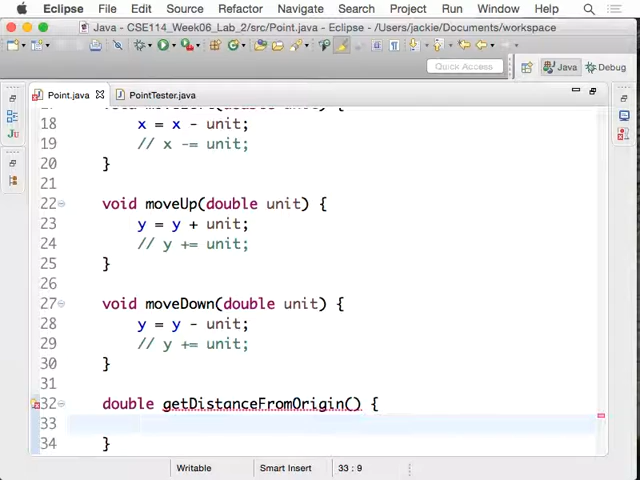 Eclipse File Edit Source Refactor Navigate Search Project Run Window Help
Java - CSE114_Week06_Lab_2/src/Point.java - Eclipse - /Users/jackie/Documents/workspace
Quick Access
Java Debug
Point.java PointTester.java
18 x = x - unit;
19 // x -= unit;
20 }
21
22 void moveUp(double unit) {
23 y = y + unit;
24 // y += unit;
25 }
26
27 void moveDown(double unit) {
28 y = y - unit;
29 // y += unit;
30 }
31
32 double getDistanceFromOrigin() {
33
34 }
Writable Smart Insert 33 : 9